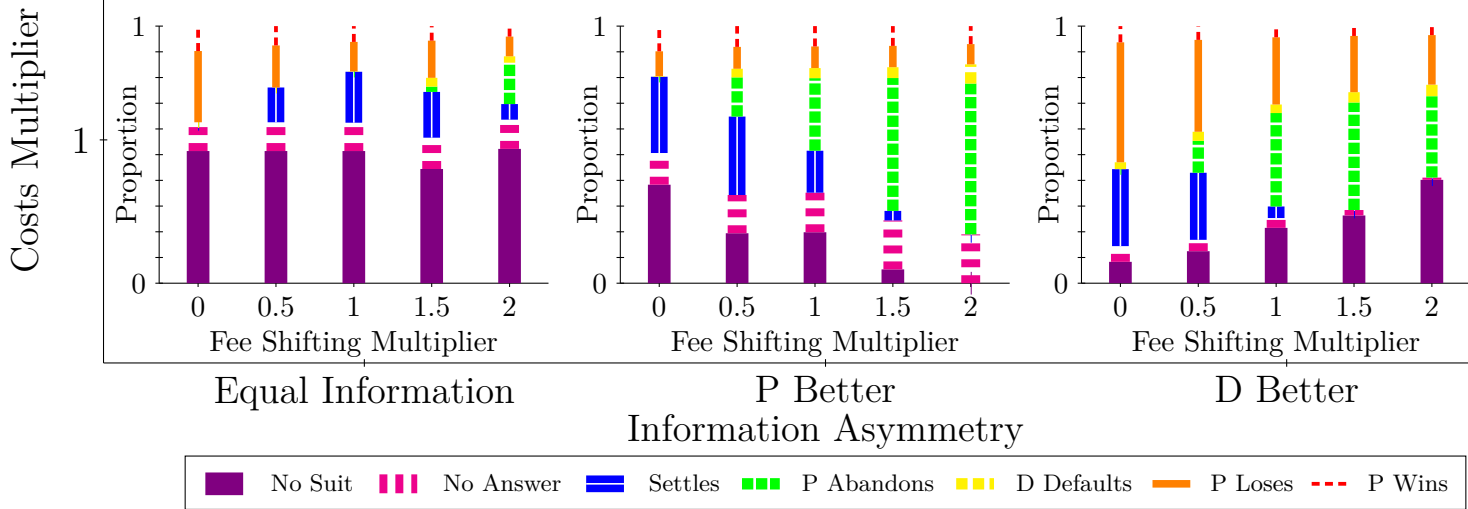 Costs Multiplier
1
Proportion
0
1
0
0.5
1
1.5
2
Fee Shifting Multiplier
Proportion
0
1
0
0.5
1
1.5
2
Fee Shifting Multiplier
Proportion
0
1
0
0.5
1
1.5
2
Fee Shifting Multiplier
Equal Information
P Better
D Better
Information Asymmetry
No Suit
No Answer
Settles
P Abandons
D Defaults
P Loses
P Wins